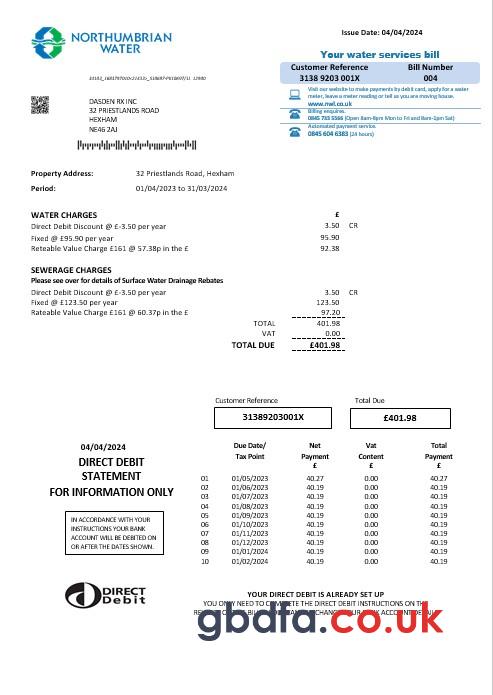 NORTHUMBRIAN
WATER
Issue Date: 04/04/2024
Your water services bill
Customer Reference Bill Number
3138 9203 001X 004
Visit our website to make payments by debit card, apply for a water
meter, leave a meter reading or tell us you are moving house.
www.nwl.co.uk
Billing enquires.
0845 733 5566 (Open 8am-8pm Mon to Fri and 8am-1pm Sat)
Automated payment service.
0845 604 6383 (24 hours)
DASDEN RX INC
32 PRIESTLANDS ROAD
HEXHAM
NE46 2AJ
Property Address: 32 Priestlands Road, Hexham
Period: 01/04/2023 to 31/03/2024
WATER CHARGES £
Direct Debit Discount @ £-3.50 per year 3.50 CR
Fixed @ £95.90 per year 95.90
Rateable Value Charge £161 @ 57.38p in the £ 92.38
SEWERAGE CHARGES
Please see over for details of Surface Water Drainage Rebates
Direct Debit Discount @ £-3.50 per year 3.50 CR
Fixed @ £123.50 per year 123.50
Rateable Value Charge £161 @ 60.37p in the £ 97.20
TOTAL 401.98
VAT 0.00
TOTAL DUE £401.98
Customer Reference Total Due
31389203001X £401.98
04/04/2024
DIRECT DEBIT
STATEMENT
FOR INFORMATION ONLY
IN ACCORDANCE WITH YOUR
INSTRUCTIONS YOUR BANK
ACCOUNT WILL BE DEBITED ON
OR AFTER THE DATES SHOWN.
Due Date/ Net Vat Total
Tax Point Payment Content Payment
£ £ £
01 01/05/2023 40.27 0.00 40.27
02 01/06/2023 40.19 0.00 40.19
03 01/07/2023 40.19 0.00 40.19
04 01/08/2023 40.19 0.00 40.19
05 01/09/2023 40.19 0.00 40.19
06 01/10/2023 40.19 0.00 40.19
07 01/11/2023 40.19 0.00 40.19
08 01/12/2023 40.19 0.00 40.19
09 01/01/2024 40.19 0.00 40.19
10 01/02/2024 40.19 0.00 40.19
DIRECT
Debit
YOUR DIRECT DEBIT IS ALREADY SET UP
YOU ONLY NEED TO COMPLETE THE DIRECT DEBIT INSTRUCTIONS ON THE
gbdfa.co.uk